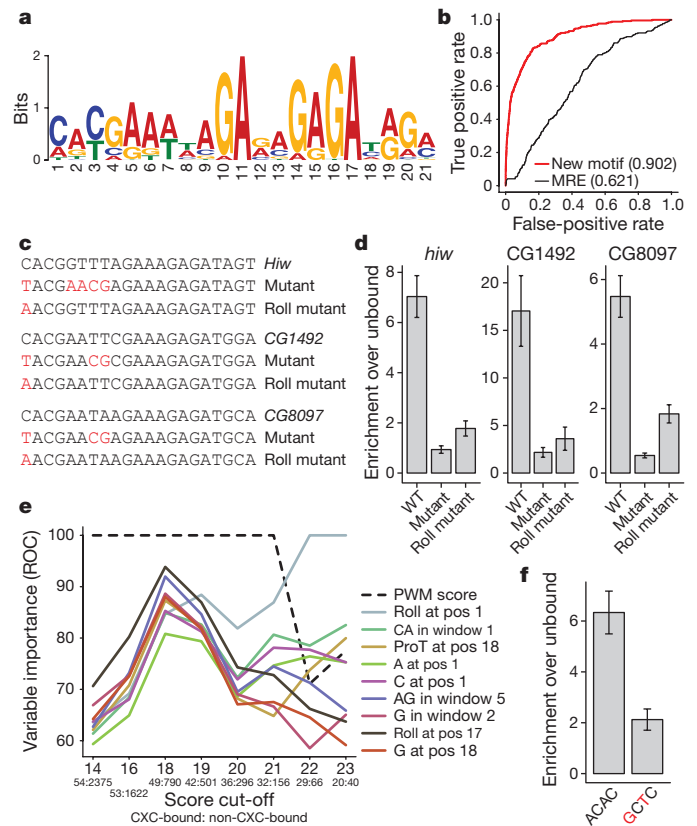 a
Bits
2
1
0
1 2 3 4 5 6 7 8 9 10 11 12 13 14 15 16 17 18 19 20 21
b
True positive rate
1.0
0.8
0.6
0.4
0.2
0
New motif (0.902)
MRE (0.621)
0 0.2 0.4 0.6 0.8 1.0
False-positive rate
c
CACGGTTTAGAAAGAGATAGT Hiw
TACGAACGAGAAAGAGATAGT Mutant
AACGGTTTAGAAAGAGATAGT Roll mutant
CACGAATTCGAAAGAGATGGA CG1492
TACGAACGCGAAAGAGATGGA Mutant
AACGAATTCGAAAGAGATGGA Roll mutant
CACGAATAAGAAAGAGATGCA CG8097
TACGAACGAGAAAGAGATGCA Mutant
AACGAATAAGAAAGAGATGCA Roll mutant
d
hiw
CG1492
CG8097
Enrichment over unbound
8
6
4
2
0
WT
Mutant
Roll mutant
20
15
10
5
0
WT
Mutant
Roll mutant
6
4
2
0
WT
Mutant
Roll mutant
e
Variable importance (ROC)
100
90
80
70
60
14 16 18 19 20 21 22 23
54:2375 53:1622 49:790 42:501 36:296 32:156 29:66 20:40
Score cut-off
CXC-bound: non-CXC-bound
PWM score
Roll at pos 1
CA in window 1
ProT at pos 18
A at pos 1
C at pos 1
AG in window 5
G in window 2
Roll at pos 17
G at pos 18
f
Enrichment over unbound
6
4
2
0
ACAC
GCTC